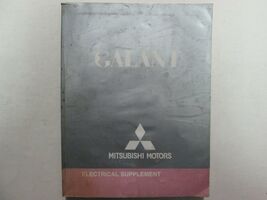 GALANT
MITSUBISHI MOTORS
ELECTRICAL SUPPLEMENT